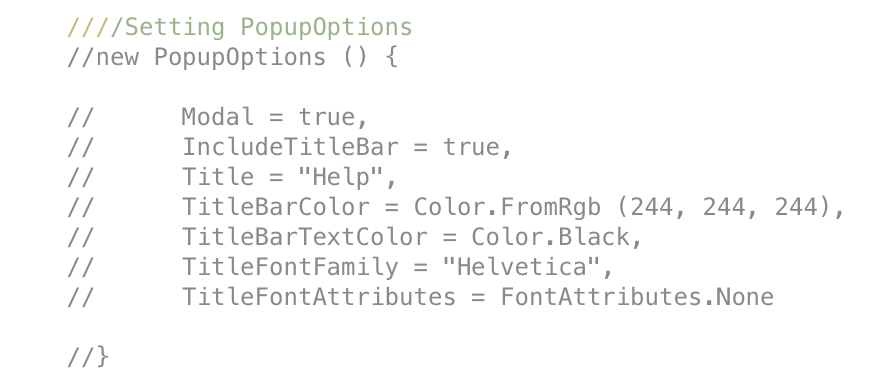 ////Setting PopupOptions
//new PopupOptions () {
//      Modal = true,
//      IncludeTitleBar = true,
//      Title = "Help",
//      TitleBarColor = Color.FromRgb (244, 244, 244),
//      TitleBarTextColor = Color.Black,
//      TitleFontFamily = "Helvetica",
//      TitleFontAttributes = FontAttributes.None
//}